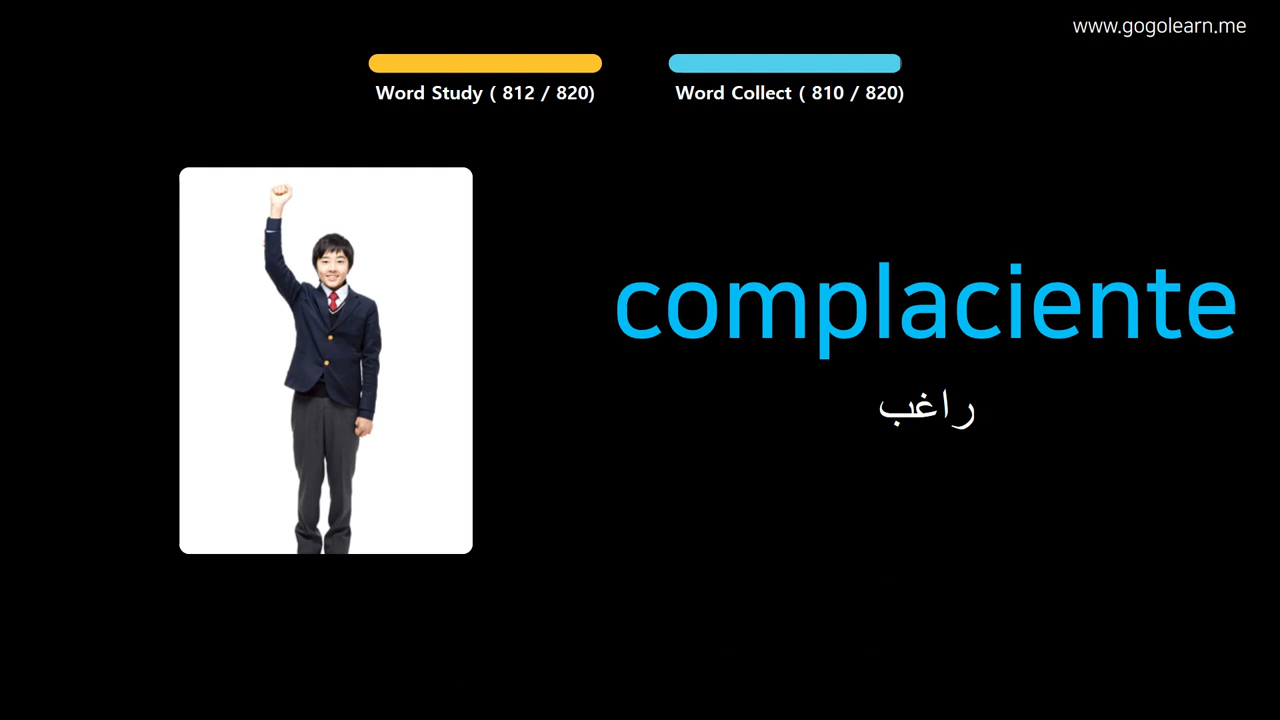 www.gogolearn.me
Word Study ( 812 / 820)
Word Collect ( 810 / 820)
complaciente
راغب